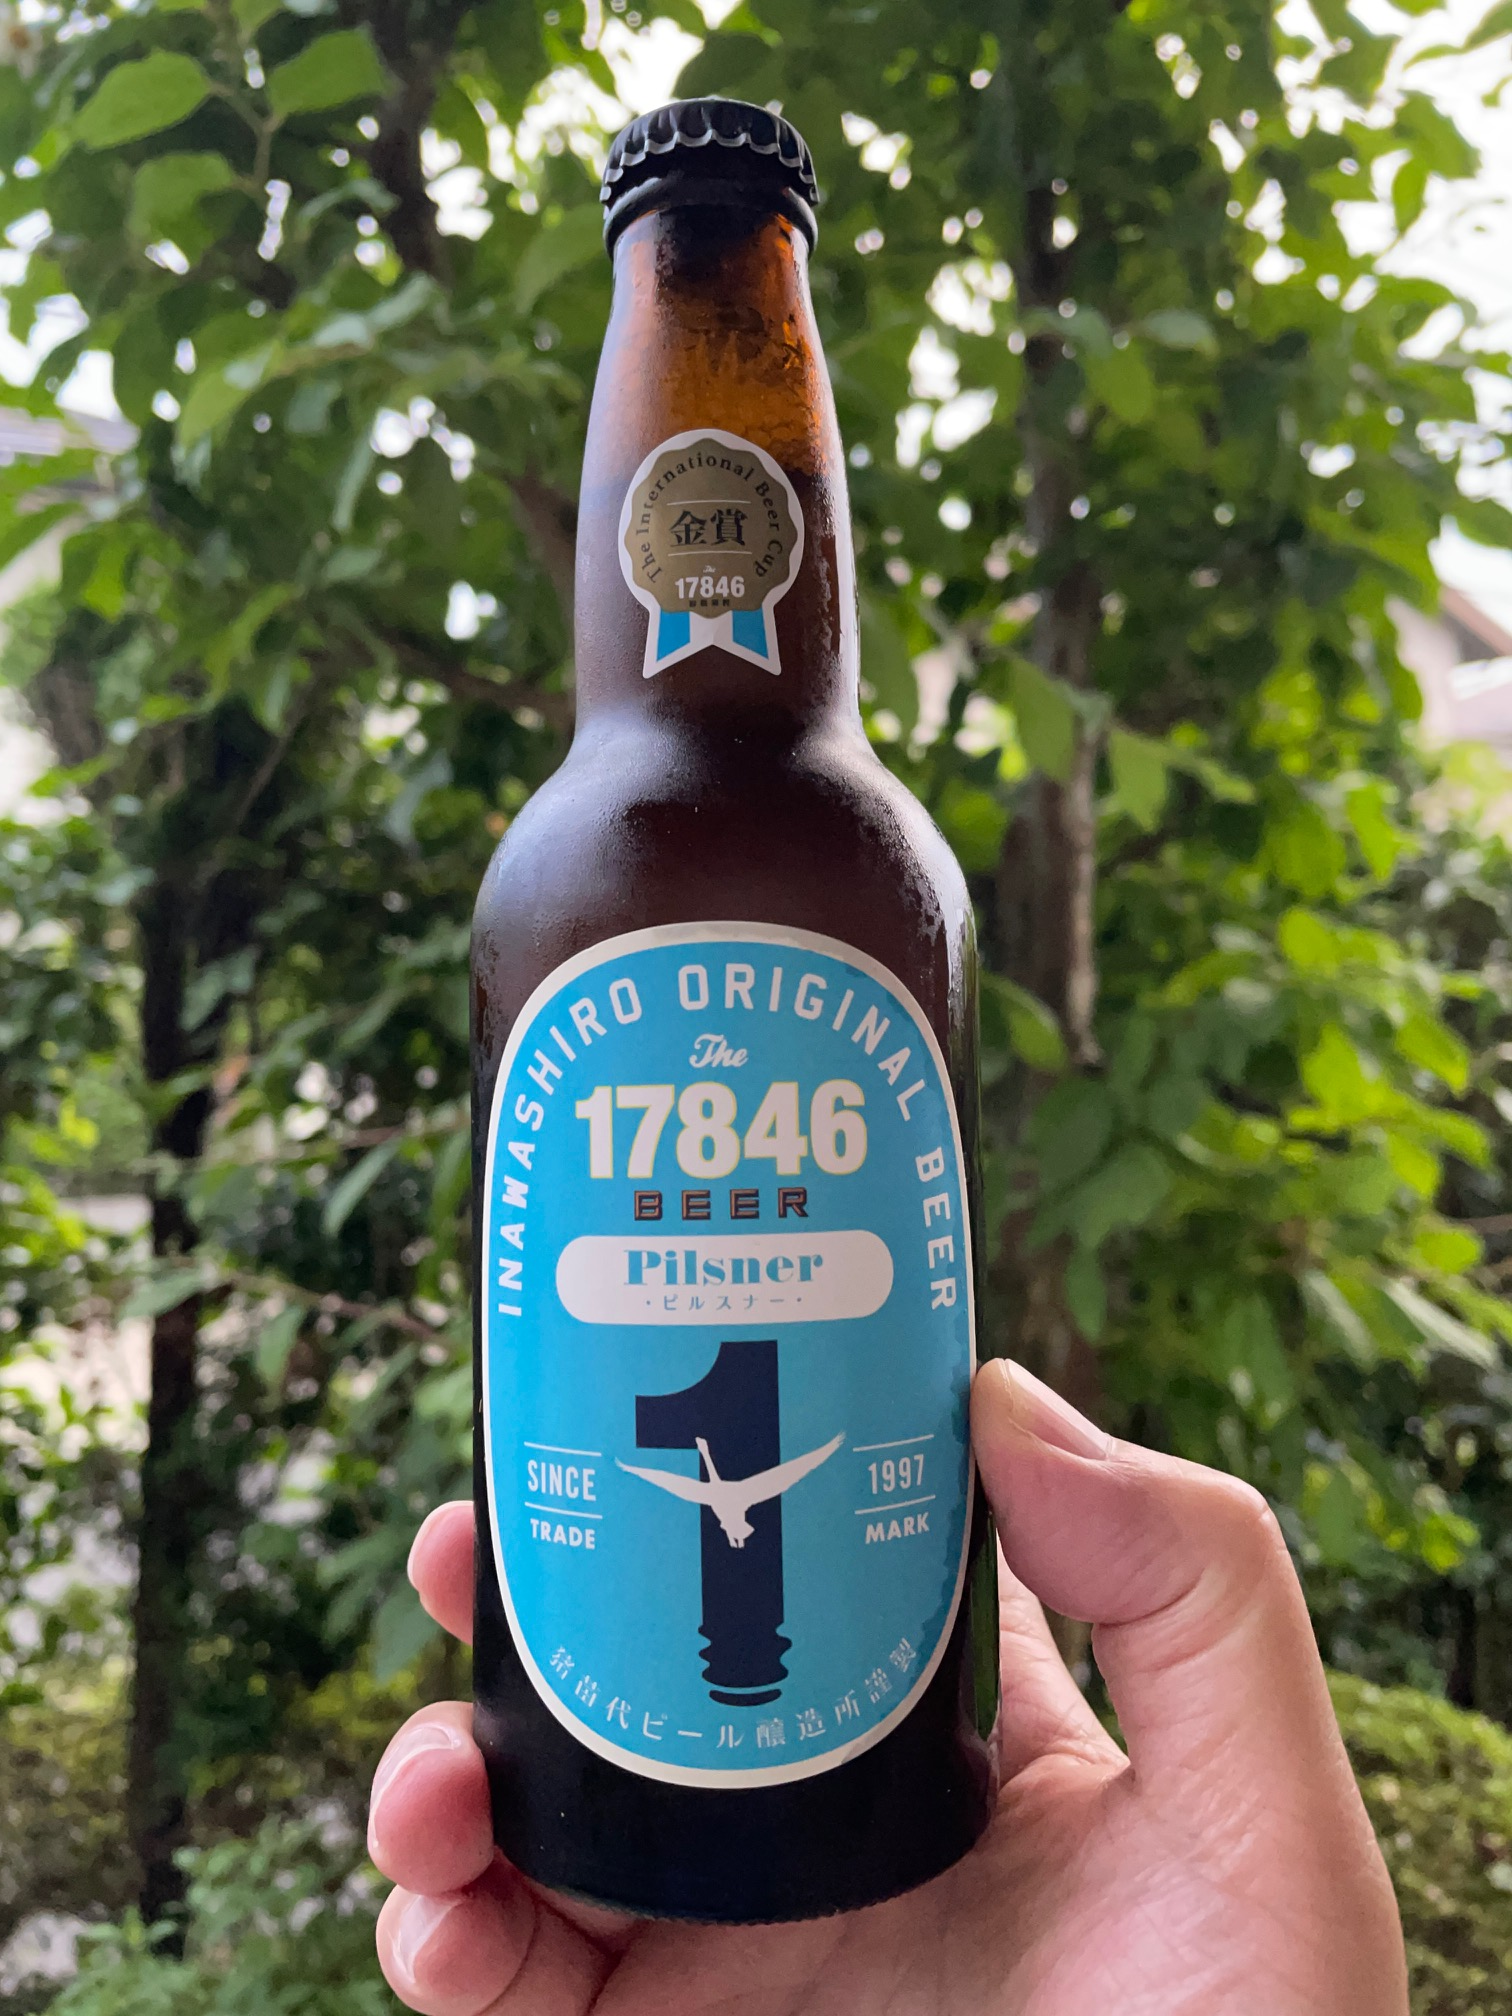 The International Beer Cup
金賞
The
17846
INAWASHIRO ORIGINAL BEER
The
17846
BEER
Pilsner
・ピルスナー・
1
SINCE
1997
TRADE
MARK
猪苗代ビール醸造所謹製